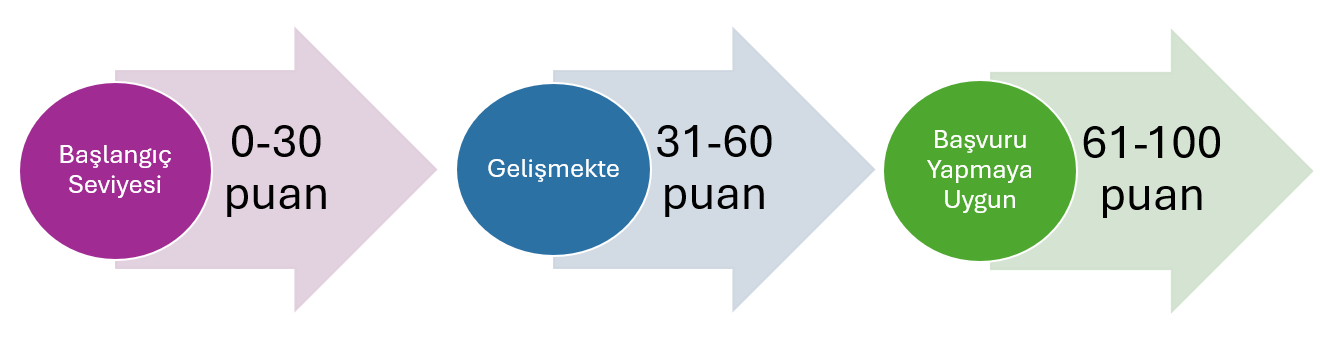 Başlangıç
Seviyesi
0-30
puan
Gelişmekte
31-60
puan
Başvuru
Yapmaya
Uygun
61-100
puan